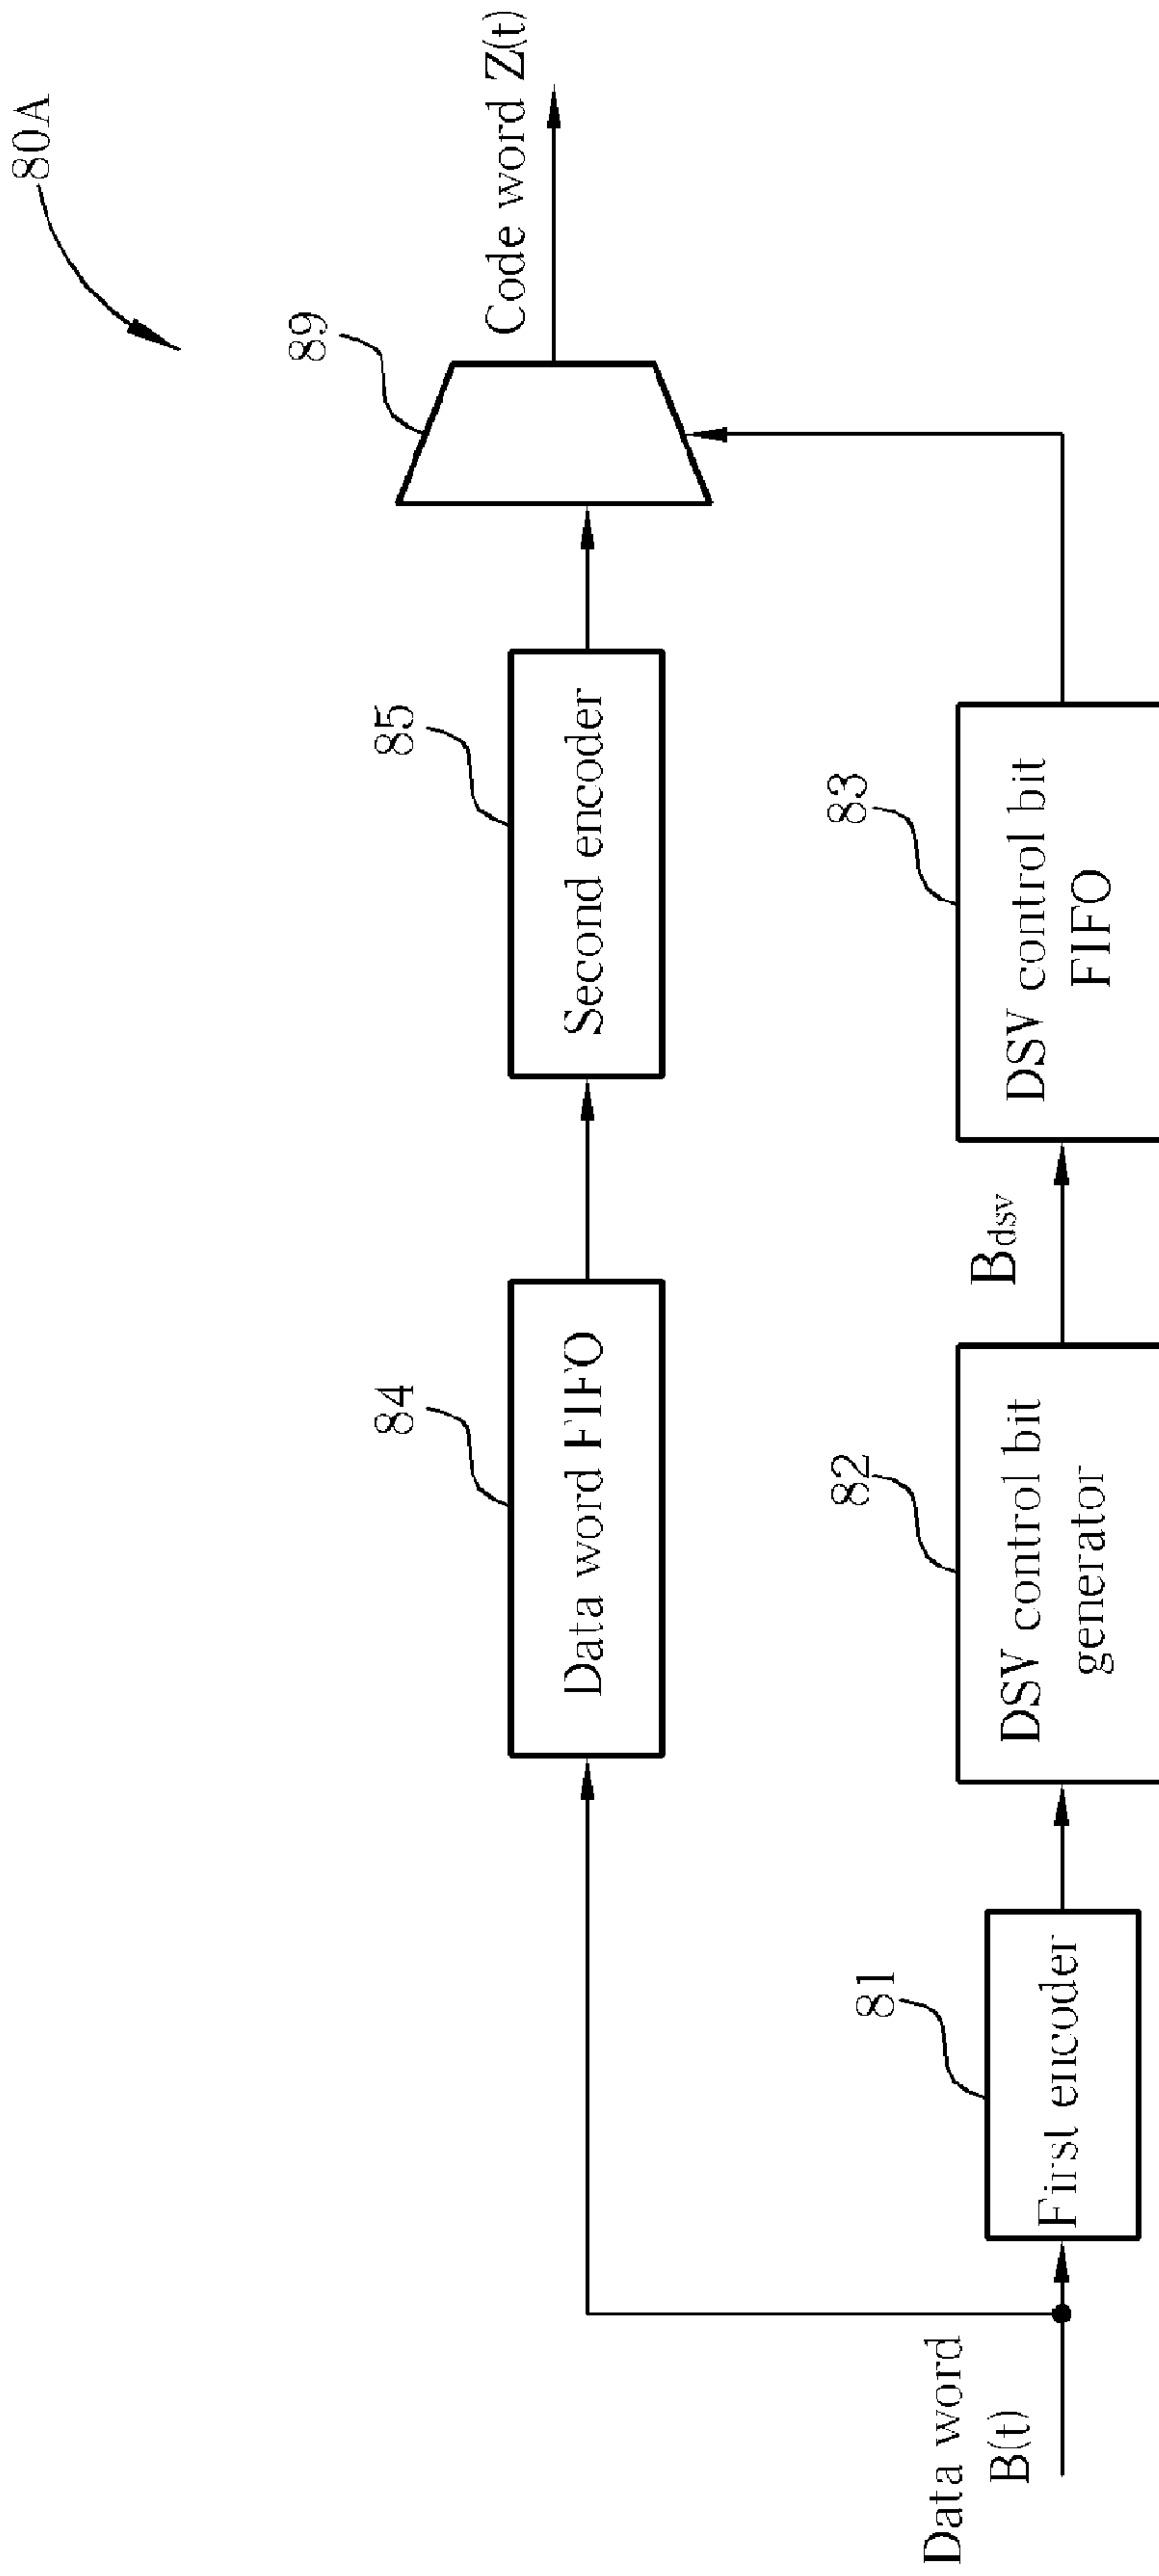 80A
89
Code word Z(t)
85
Second encoder
84
Data word FIFO
83
DSV control bit
FIFO
Bdsv
82
DSV control bit
generator
81
First encoder
Data word
B(t)